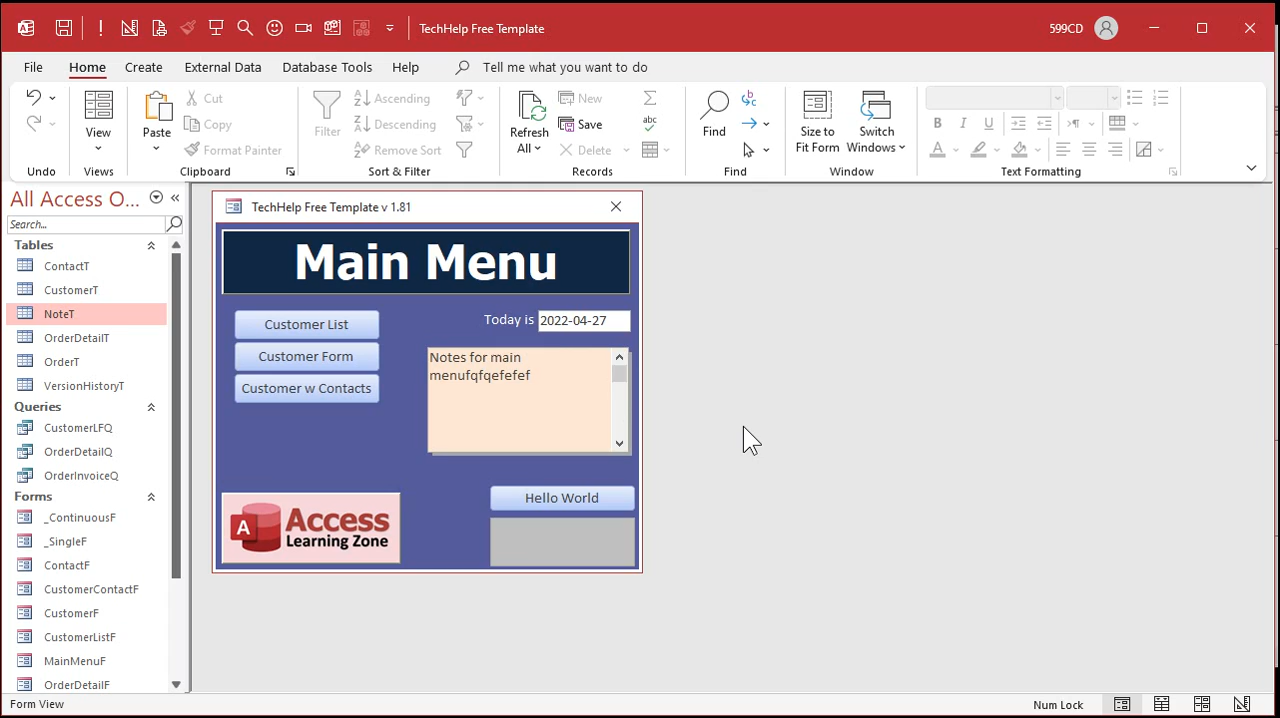 TechHelp Free Template
599CD
File Home Create External Data Database Tools Help Tell me what you want to do
Undo
View
Views
Paste
Cut
Copy
Format Painter
Clipboard
Filter
Ascending
Descending
Remove Sort
Sort & Filter
Refresh
All
New
Save
Delete
abc
Records
Find
Find
Size to
Fit Form
Switch
Windows
Window
B I U
A
Text Formatting
All Access O...
Search...
Tables
ContactT
CustomerT
NoteT
OrderDetailT
OrderT
VersionHistoryT
Queries
CustomerLFQ
OrderDetailQ
OrderInvoiceQ
Forms
_ContinuousF
_SingleF
ContactF
CustomerContactF
CustomerF
CustomerListF
MainMenuF
OrderDetailF
TechHelp Free Template v 1.81
Main Menu
Customer List
Customer Form
Customer w Contacts
Today is 2022-04-27
Notes for main
menufqfqefefef
Hello World
A Access
Learning Zone
Form View
Num Lock